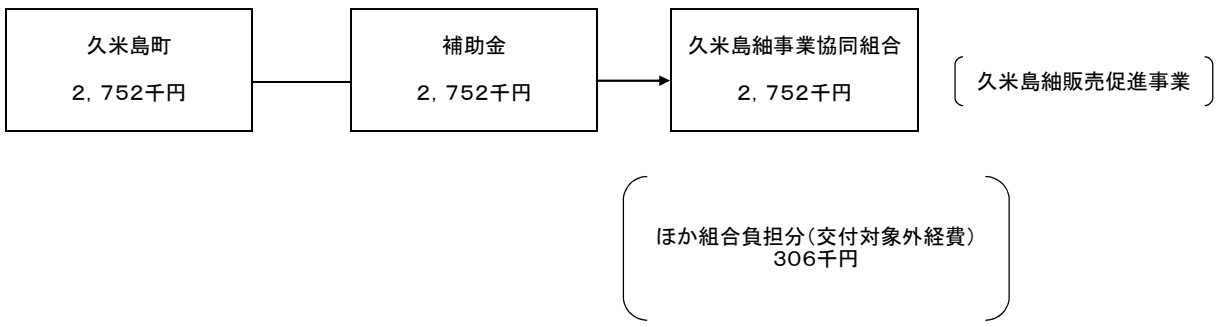 久米島町
2，752千円
補助金
2，752千円
久米島紬事業協同組合
2，752千円
久米島紬販売促進事業
ほか組合負担分（交付対象外経費）
306千円